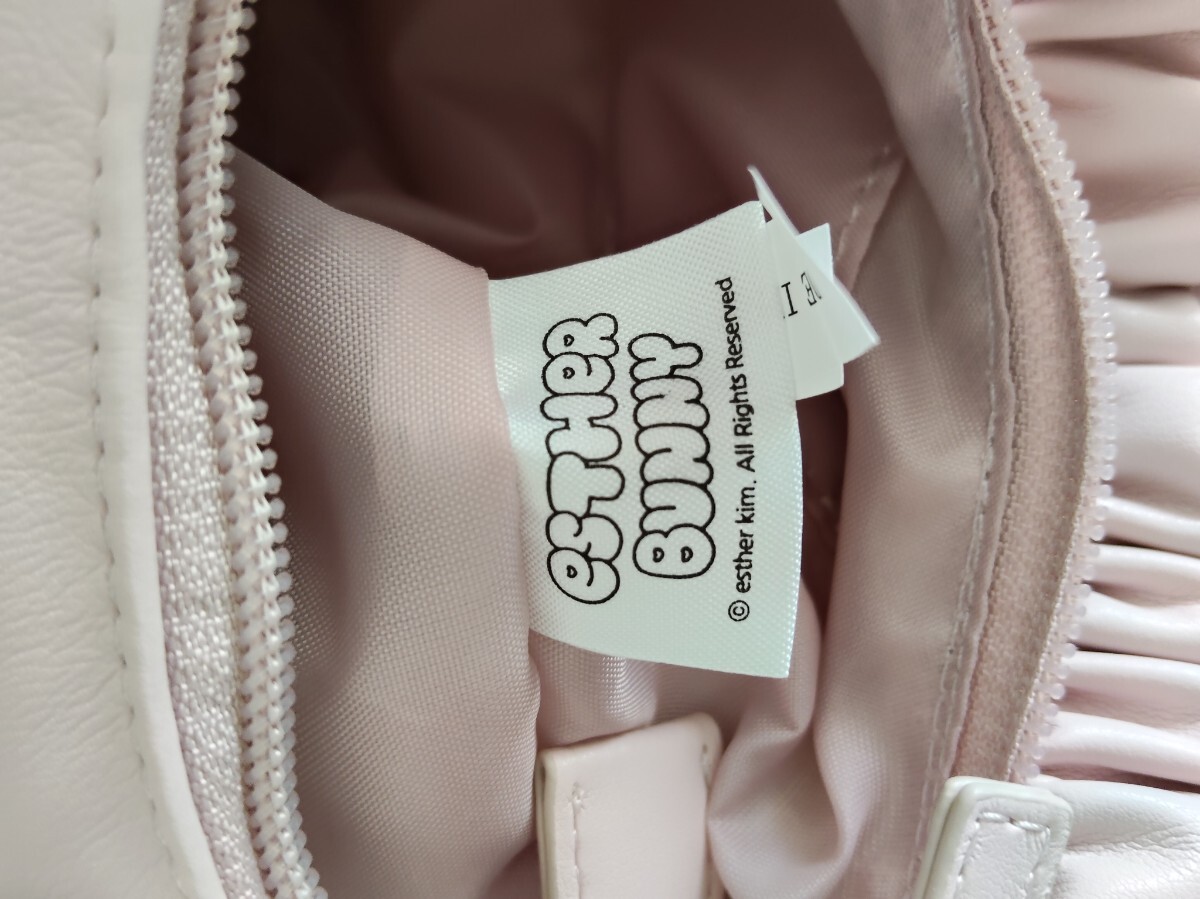 esTHeR
BUNNY
© esther kim. All Rights Reserved